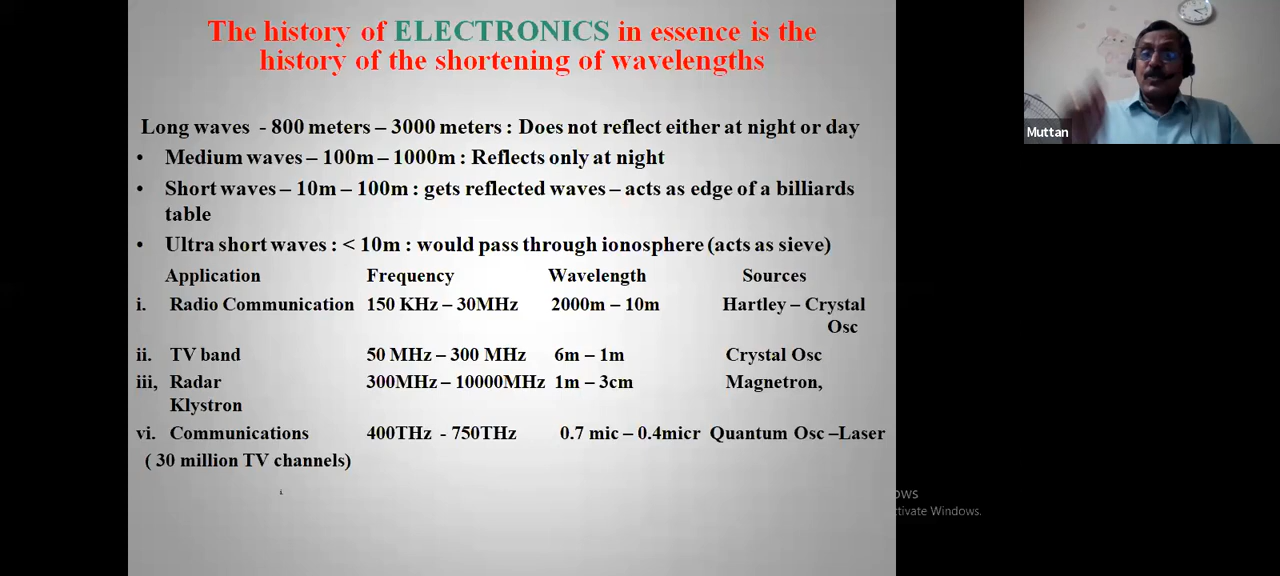 The history of ELECTRONICS in essence is the
history of the shortening of wavelengths
Long waves - 800 meters – 3000 meters : Does not reflect either at night or day
• Medium waves – 100m – 1000m : Reflects only at night
• Short waves – 10m – 100m : gets reflected waves – acts as edge of a billiards
table
• Ultra short waves : < 10m : would pass through ionosphere (acts as sieve)
Application Frequency Wavelength Sources
i. Radio Communication 150 KHz – 30MHz 2000m – 10m Hartley – Crystal
Osc
ii. TV band 50 MHz – 300 MHz 6m – 1m Crystal Osc
iii, Radar 300MHz – 10000MHz 1m – 3cm Magnetron,
Klystron
vi. Communications 400THz - 750THz 0.7 mic – 0.4micr Quantum Osc –Laser
( 30 million TV channels)
i.
Muttan
ows
tivate Windows.